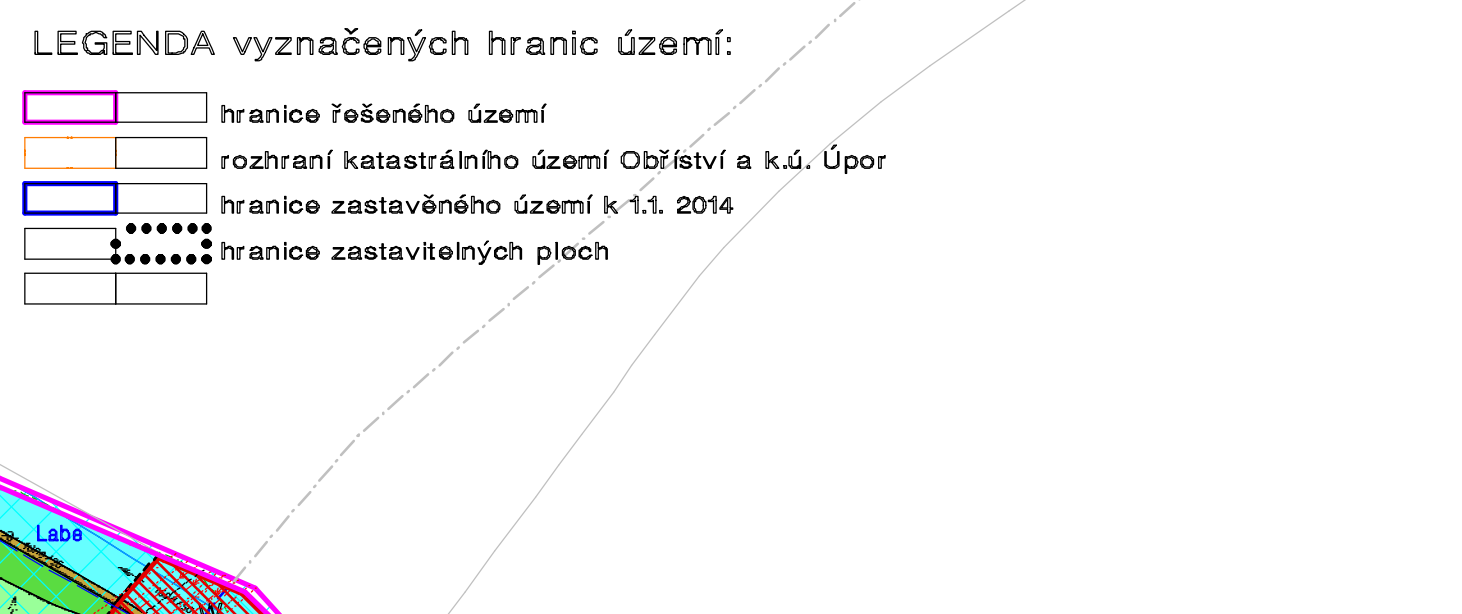 LEGENDA vyznačených hranic území:
hranice řešeného území
rozhraní katastrálního území Obříství a k.ú. Úpor
hranice zastavěného území k 1.1. 2014
hranice zastavitelných ploch
Labe